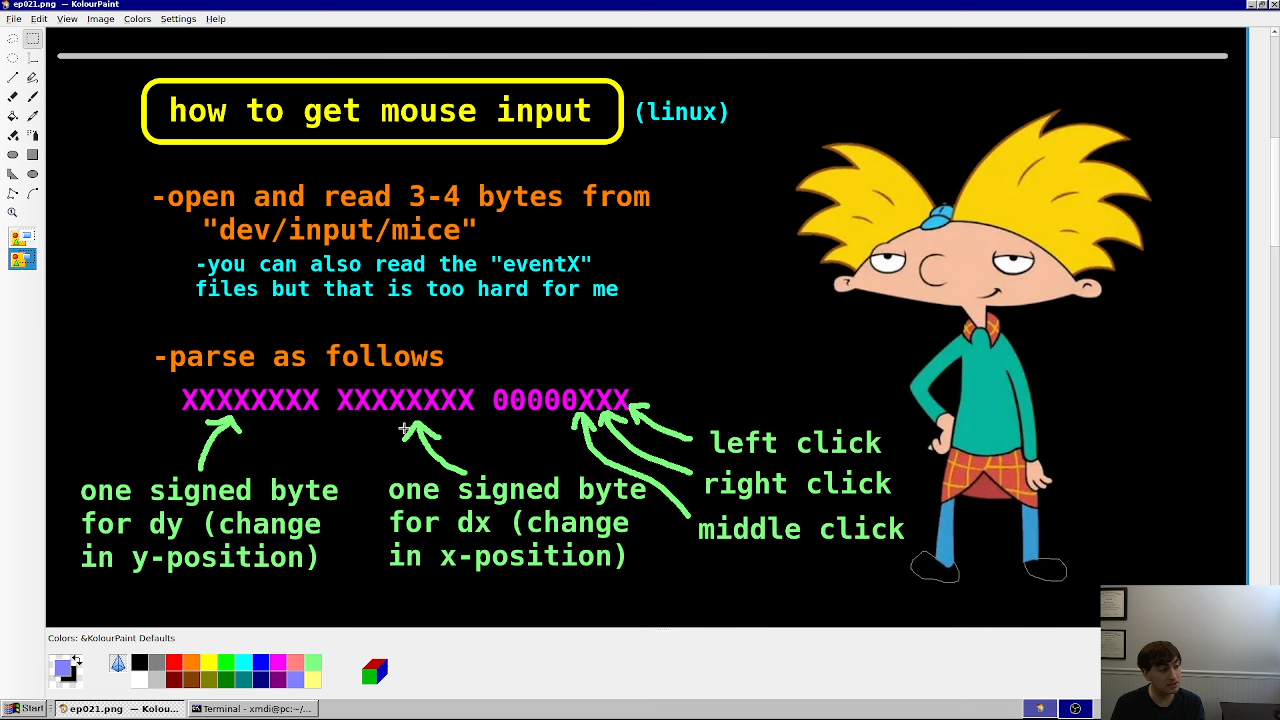 ep021.png — KolourPaint
File Edit View Image Colors Settings Help
how to get mouse input (linux)
-open and read 3-4 bytes from
"dev/input/mice"
-you can also read the "eventX"
files but that is too hard for me
-parse as follows
XXXXXXXX XXXXXXXX 00000XXX
left click
right click
middle click
one signed byte
for dy (change
in y-position)
one signed byte
for dx (change
in x-position)
Colors: &KolourPaint Defaults
Start ep021.png — Kolou... Terminal - xmdi@pc:~/...